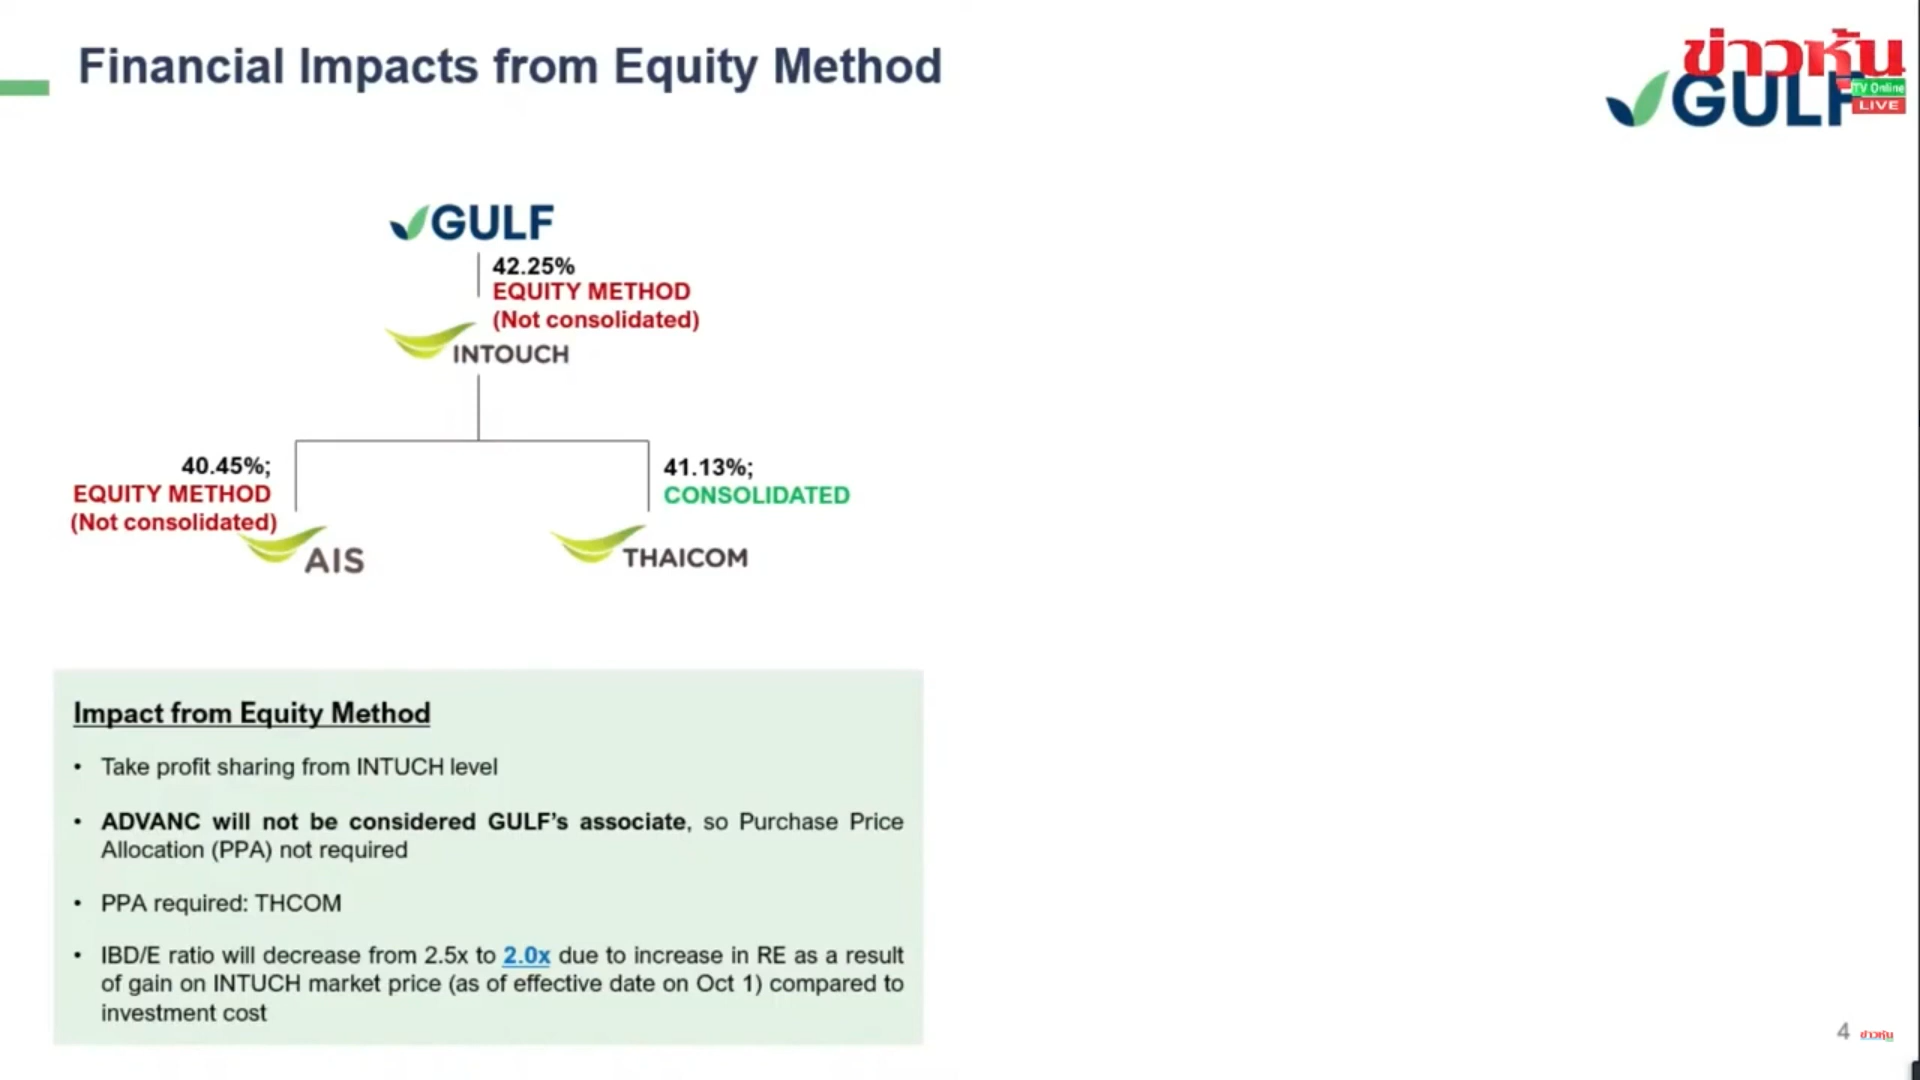 Financial Impacts from Equity Method
ข่าวหุ้น
TV Online
LIVE
GULF
GULF
42.25%
EQUITY METHOD
(Not consolidated)
INTOUCH
40.45%;
EQUITY METHOD
(Not consolidated)
AIS
41.13%;
CONSOLIDATED
THAICOM
Impact from Equity Method
• Take profit sharing from INTUCH level
• ADVANC will not be considered GULF's associate, so Purchase Price
Allocation (PPA) not required
• PPA required: THCOM
• IBD/E ratio will decrease from 2.5x to 2.0x due to increase in RE as a result
of gain on INTUCH market price (as of effective date on Oct 1) compared to
investment cost
4
ข่าวหุ้น